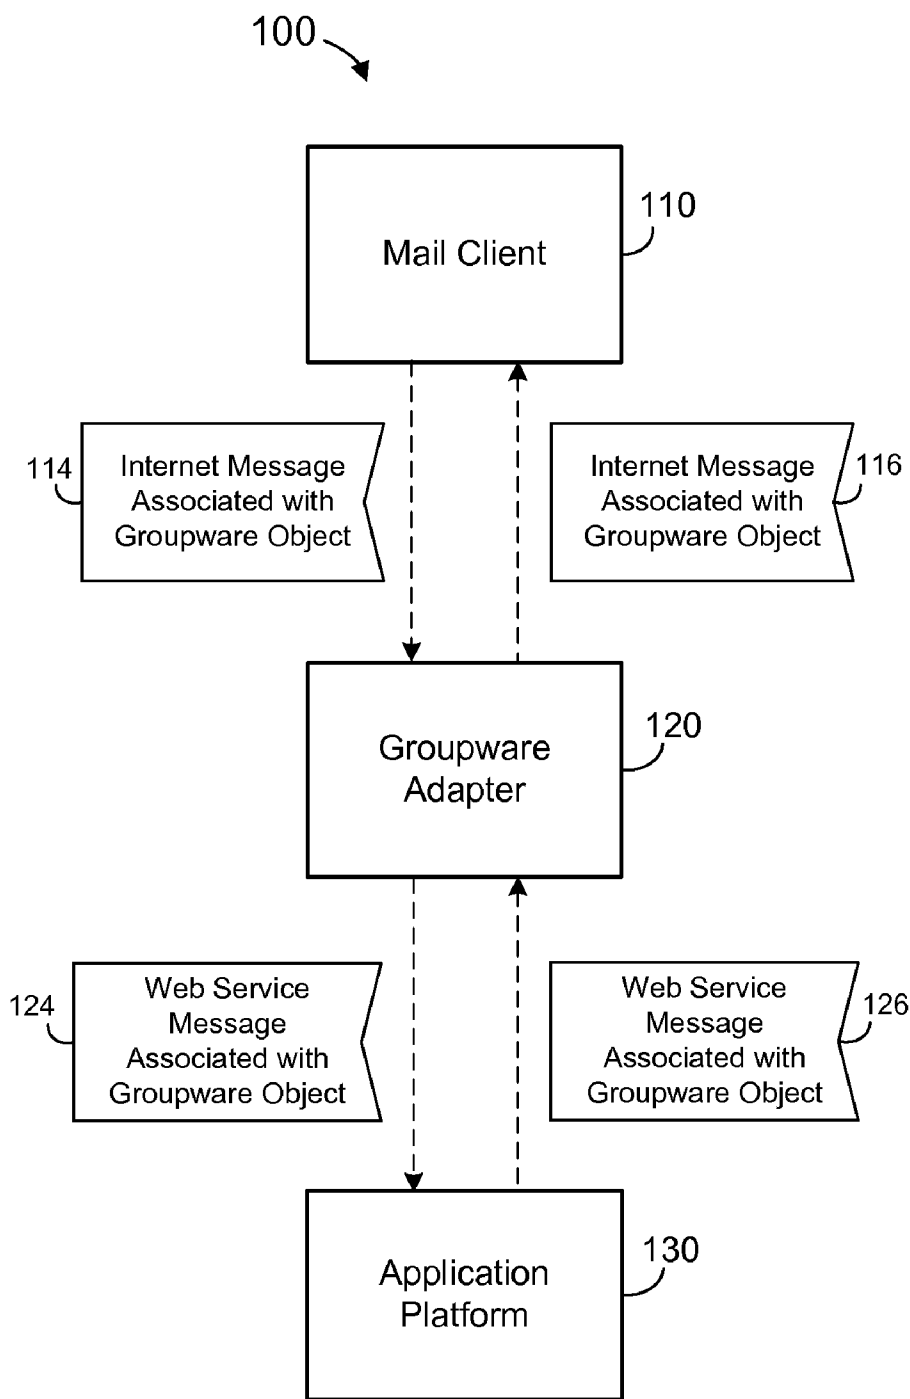 100
Mail Client
110
114
Internet Message
Associated with
Groupware Object
Internet Message
Associated with
Groupware Object
116
Groupware
Adapter
120
124
Web Service
Message
Associated with
Groupware Object
Web Service
Message
Associated with
Groupware Object
126
Application
Platform
130